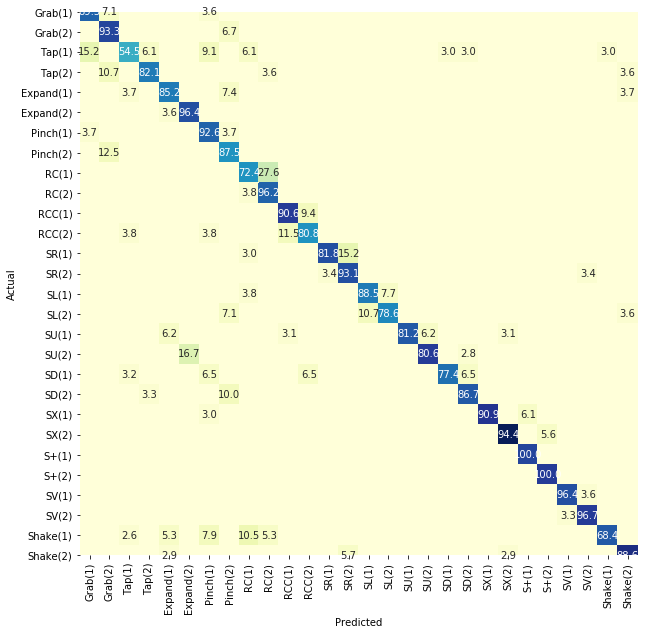 Grab(1) 7.1 3.6
Grab(2) 93.3 6.7
Tap(1) 15.2 54.5 6.1 9.1 6.1 3.0 3.0 3.0
Tap(2) 10.7 82.1 3.6 3.6
Expand(1) 3.7 85.2 7.4 3.7
Expand(2) 3.6 96.4
Pinch(1) 3.7 92.6 3.7
Pinch(2) 12.5 87.5
RC(1) 72.4 27.6
RC(2) 3.8 96.2
RCC(1) 90.6 9.4
RCC(2) 3.8 3.8 11.5 80.8
SR(1) 3.0 81.8 15.2
SR(2) 3.4 93.1 3.4
SL(1) 3.8 88.5 7.7
SL(2) 7.1 10.7 78.6 3.6
SU(1) 6.2 3.1 81.2 6.2 3.1
SU(2) 16.7 80.6 2.8
SD(1) 3.2 6.5 6.5 77.4 6.5
SD(2) 3.3 10.0 86.7
SX(1) 3.0 90.9 6.1
SX(2) 94.4 5.6
S+(1) 100.0
S+(2) 100.0
SV(1) 96.4 3.6
SV(2) 3.3 96.7
Shake(1) 2.6 5.3 7.9 10.5 5.3 68.4
Shake(2) 2.9 5.7 2.9
Actual
Grab(1) Grab(2) Tap(1) Tap(2) Expand(1) Expand(2) Pinch(1) Pinch(2) RC(1) RC(2) RCC(1) RCC(2) SR(1) SR(2) SL(1) SL(2) SU(1) SU(2) SD(1) SD(2) SX(1) SX(2) S+(1) S+(2) SV(1) SV(2) Shake(1) Shake(2)
Predicted